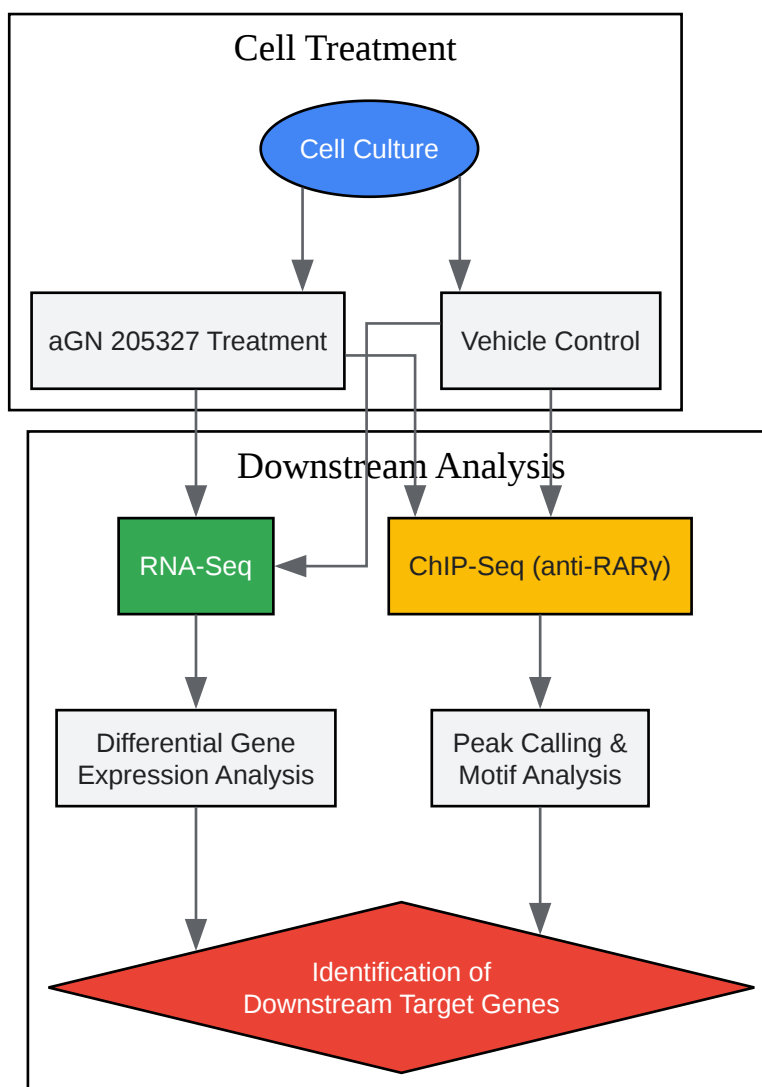 Cell Treatment
Cell Culture
aGN 205327 Treatment
Vehicle Control
Downstream Analysis
RNA-Seq
ChIP-Seq (anti-RARγ)
Differential Gene
Expression Analysis
Peak Calling &
Motif Analysis
Identification of
Downstream Target Genes